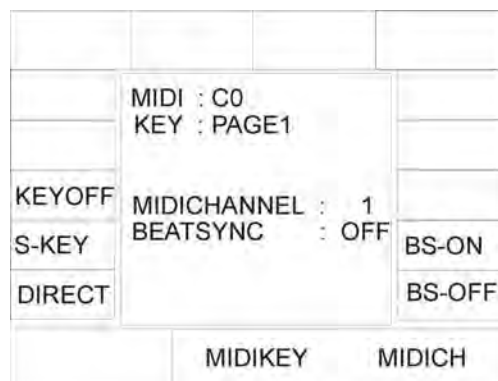 MIDI : C0
KEY : PAGE1
KEYOFF
MIDICHANNEL : 1
S-KEY
BEATSYNC : OFF
BS-ON
DIRECT
BS-OFF
MIDIKEY MIDICH